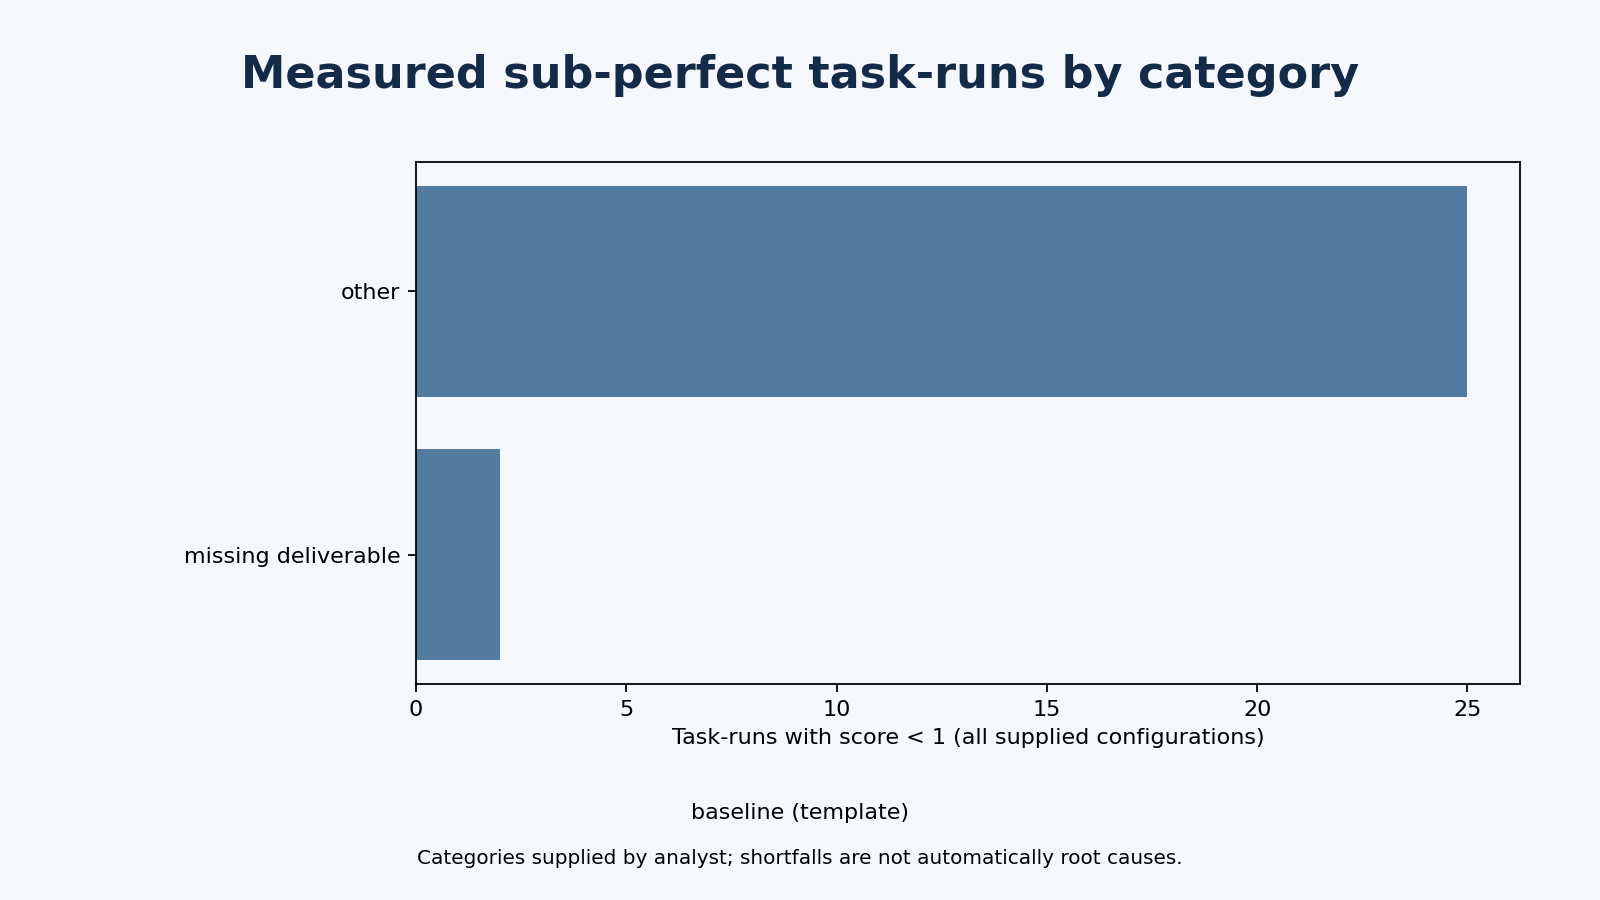 Measured sub-perfect task-runs by category
other
missing deliverable
0 5 10 15 20 25
Task-runs with score < 1 (all supplied configurations)
baseline (template)
Categories supplied by analyst; shortfalls are not automatically root causes.